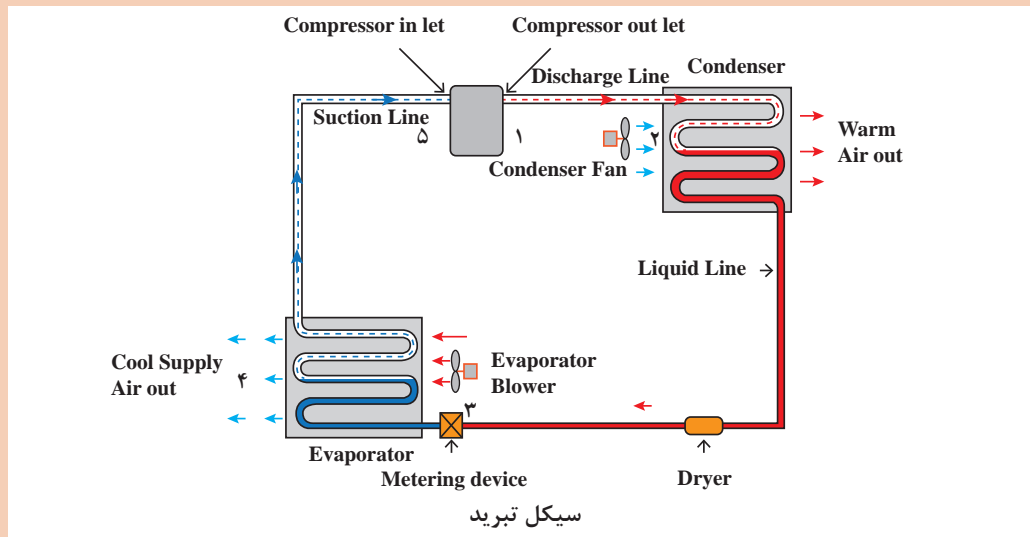 Compressor in let
Compressor out let
Condenser
Discharge Line
Suction Line
۵
۱
۲
Warm
Air out
Condenser Fan
Liquid Line
Cool Supply
Air out
۴
Evaporator
Blower
۳
Evaporator
Metering device
Dryer
سیکل تبرید